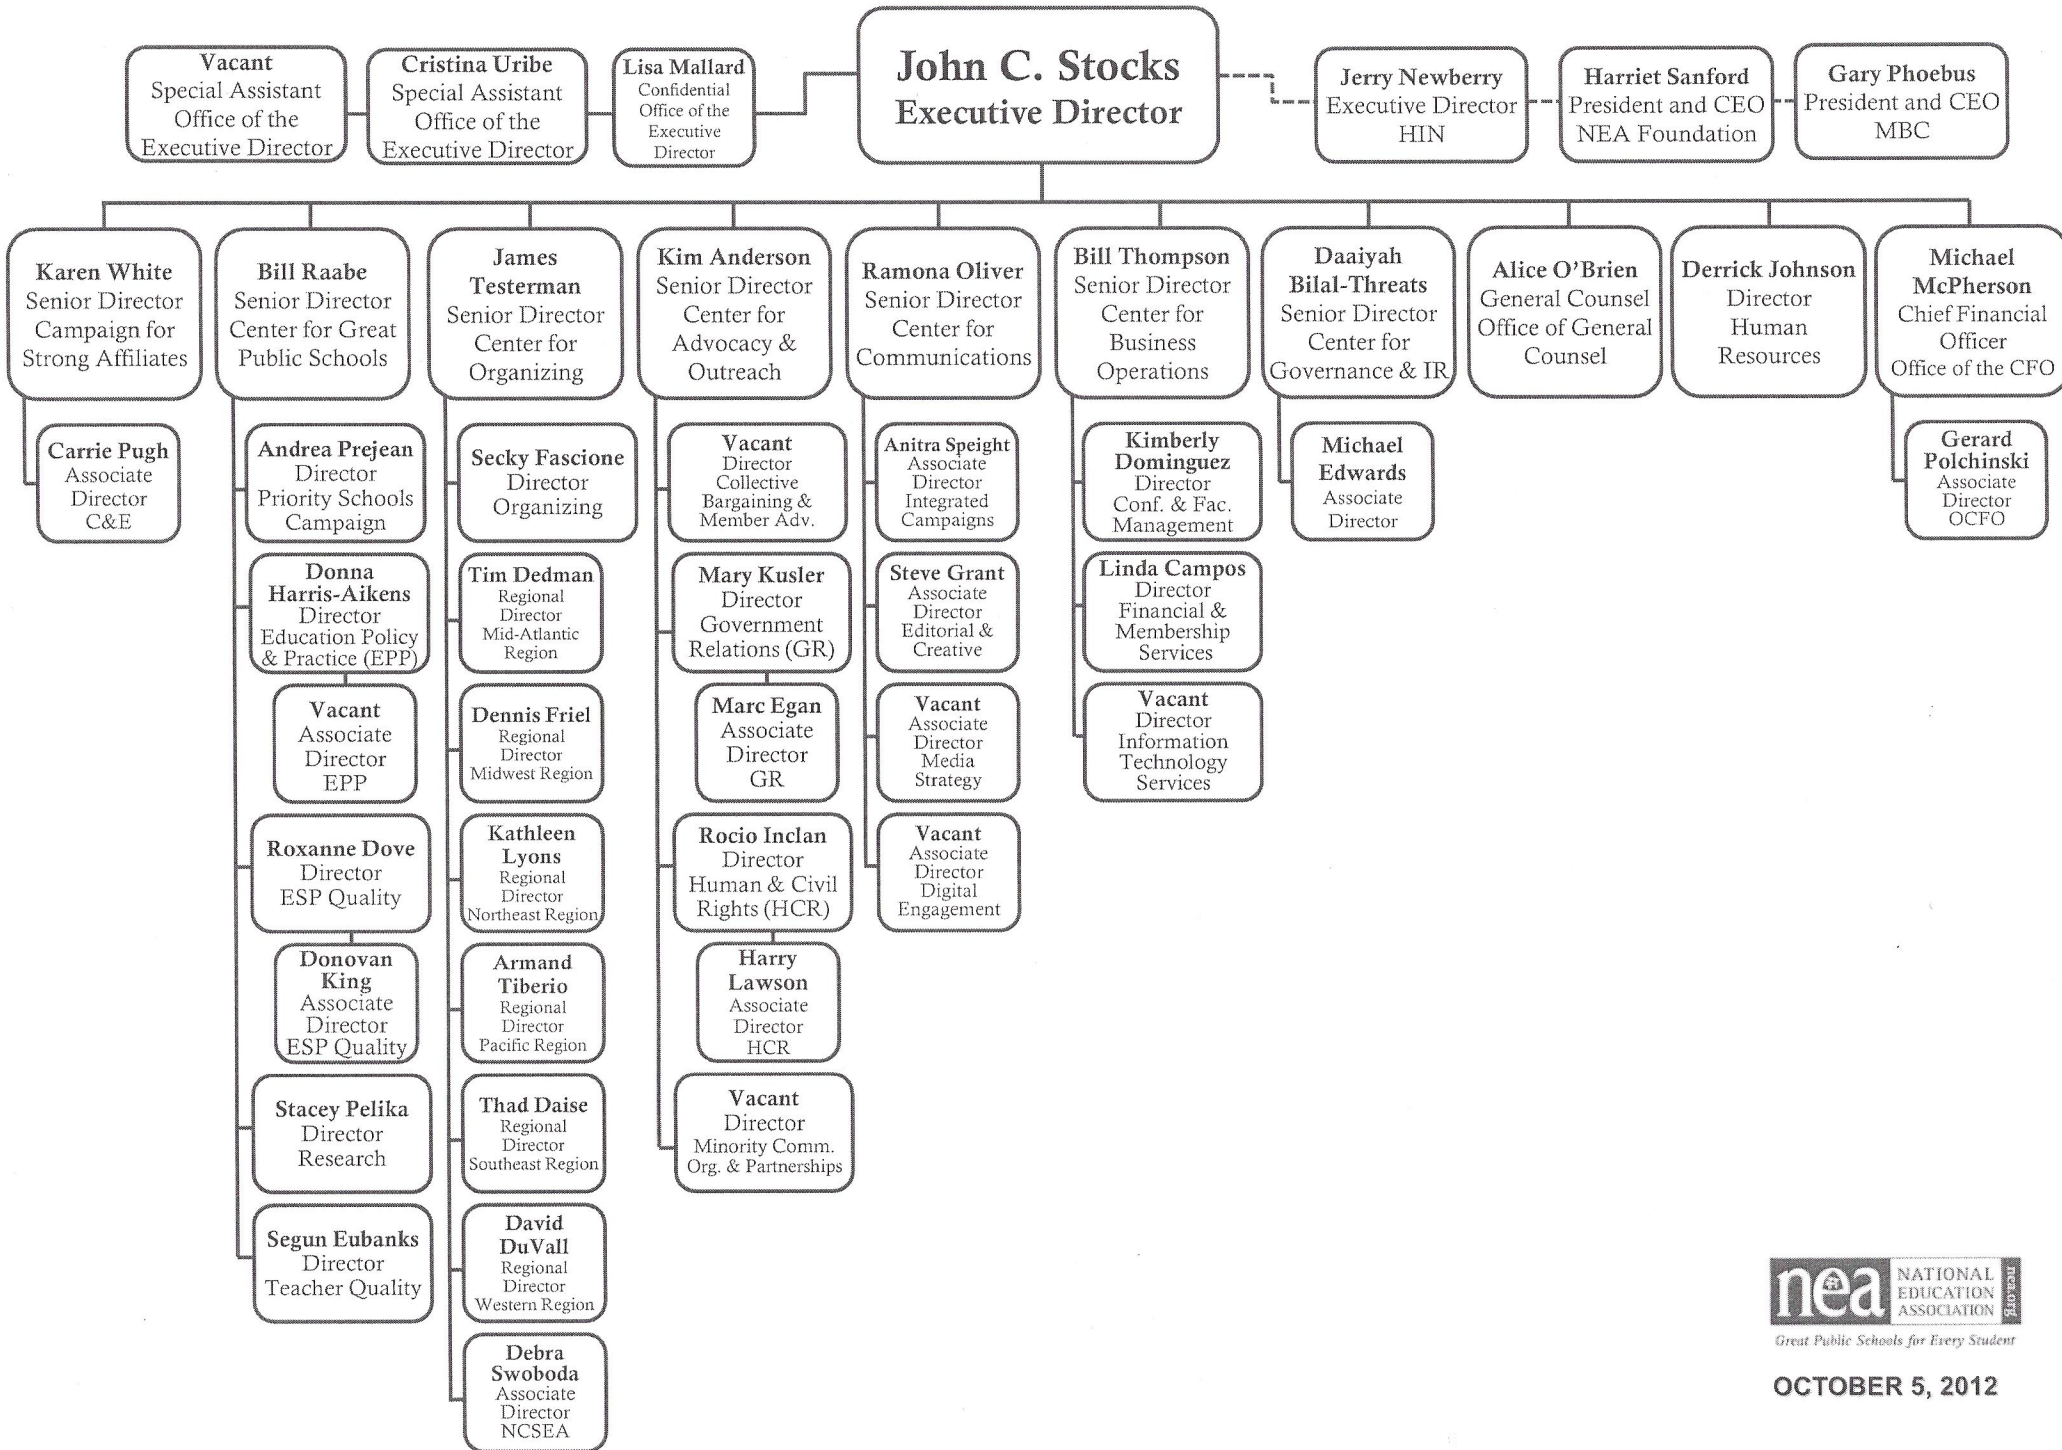 John C. Stocks
Executive Director
Vacant
Special Assistant
Office of the
Executive Director
Cristina Uribe
Special Assistant
Office of the
Executive Director
Lisa Mallard
Confidential
Office of the
Executive
Director
Jerry Newberry
Executive Director
HIN
Harriet Sanford
President and CEO
NEA Foundation
Gary Phoebus
President and CEO
MBC
Karen White
Senior Director
Campaign for
Strong Affiliates
Carrie Pugh
Associate
Director
C&E
Bill Raabe
Senior Director
Center for Great
Public Schools
Andrea Prejean
Director
Priority Schools
Campaign
Donna
Harris-Aikens
Director
Education Policy
& Practice (EPP)
Vacant
Associate
Director
EPP
Roxanne Dove
Director
ESP Quality
Donovan
King
Associate
Director
ESP Quality
Stacey Pelika
Director
Research
Segun Eubanks
Director
Teacher Quality
James
Testerman
Senior Director
Center for
Organizing
Secky Fascione
Director
Organizing
Tim Dedman
Regional
Director
Mid-Atlantic
Region
Dennis Friel
Regional
Director
Midwest Region
Kathleen
Lyons
Regional
Director
Northeast Region
Armand
Tiberio
Regional
Director
Pacific Region
Thad Daise
Regional
Director
Southeast Region
David
DuVall
Regional
Director
Western Region
Debra
Swoboda
Associate
Director
NCSEA
Kim Anderson
Senior Director
Center for
Advocacy &
Outreach
Vacant
Director
Collective
Bargaining &
Member Adv.
Mary Kusler
Director
Government
Relations (GR)
Marc Egan
Associate
Director
GR
Rocio Inclan
Director
Human & Civil
Rights (HCR)
Harry
Lawson
Associate
Director
HCR
Vacant
Director
Minority Comm.
Org. & Partnerships
Ramona Oliver
Senior Director
Center for
Communications
Anitra Speight
Associate
Director
Integrated
Campaigns
Steve Grant
Associate
Director
Editorial &
Creative
Vacant
Associate
Director
Media
Strategy
Vacant
Associate
Director
Digital
Engagement
Bill Thompson
Senior Director
Center for
Business
Operations
Kimberly
Dominguez
Director
Conf. & Fac.
Management
Linda Campos
Director
Financial &
Membership
Services
Vacant
Director
Information
Technology
Services
Daaiyah
Bilal-Threats
Senior Director
Center for
Governance & IR
Michael
Edwards
Associate
Director
Alice O'Brien
General Counsel
Office of General
Counsel
Derrick Johnson
Director
Human
Resources
Michael
McPherson
Chief Financial
Officer
Office of the CFO
Gerard
Polchinski
Associate
Director
OCFO
nea
NATIONAL
EDUCATION
ASSOCIATION
nea.org
Great Public Schools for Every Student
OCTOBER 5, 2012